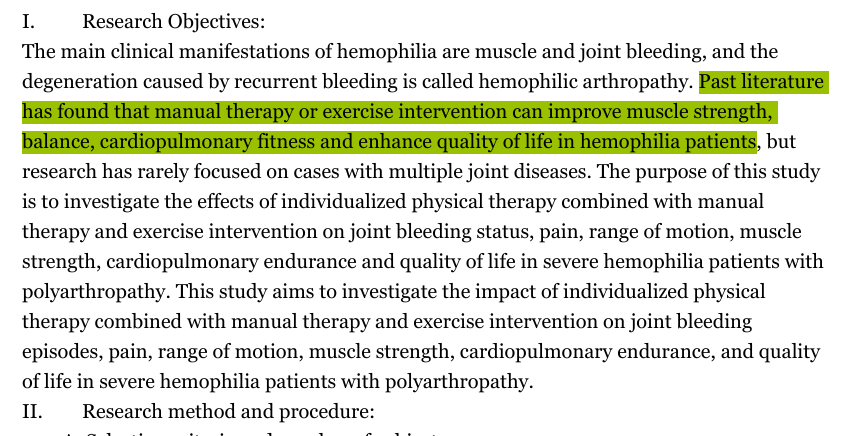 I. Research Objectives:
The main clinical manifestations of hemophilia are muscle and joint bleeding, and the
degeneration caused by recurrent bleeding is called hemophilic arthropathy. Past literature
has found that manual therapy or exercise intervention can improve muscle strength,
balance, cardiopulmonary fitness and enhance quality of life in hemophilia patients, but
research has rarely focused on cases with multiple joint diseases. The purpose of this study
is to investigate the effects of individualized physical therapy combined with manual
therapy and exercise intervention on joint bleeding status, pain, range of motion, muscle
strength, cardiopulmonary endurance and quality of life in severe hemophilia patients with
polyarthropathy. This study aims to investigate the impact of individualized physical
therapy combined with manual therapy and exercise intervention on joint bleeding
episodes, pain, range of motion, muscle strength, cardiopulmonary endurance, and quality
of life in severe hemophilia patients with polyarthropathy.
II. Research method and procedure: